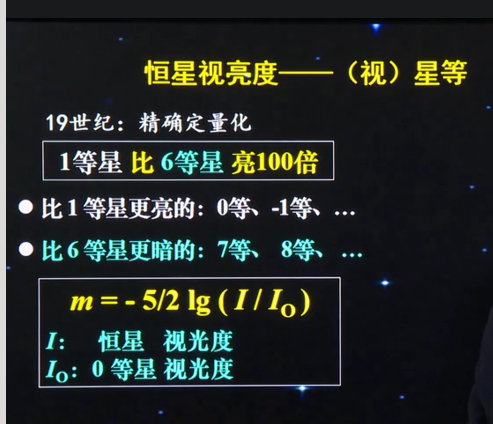 恒星视亮度——（视）星等
19世纪：精确定量化
1等星 比 6等星 亮100倍
● 比1等星更亮的：0等、-1等、…
● 比6等星更暗的：7等、 8等、 …
m = - 5/2 lg ( I / I₀ )
I： 恒星 视光度
I₀：0 等星 视光度